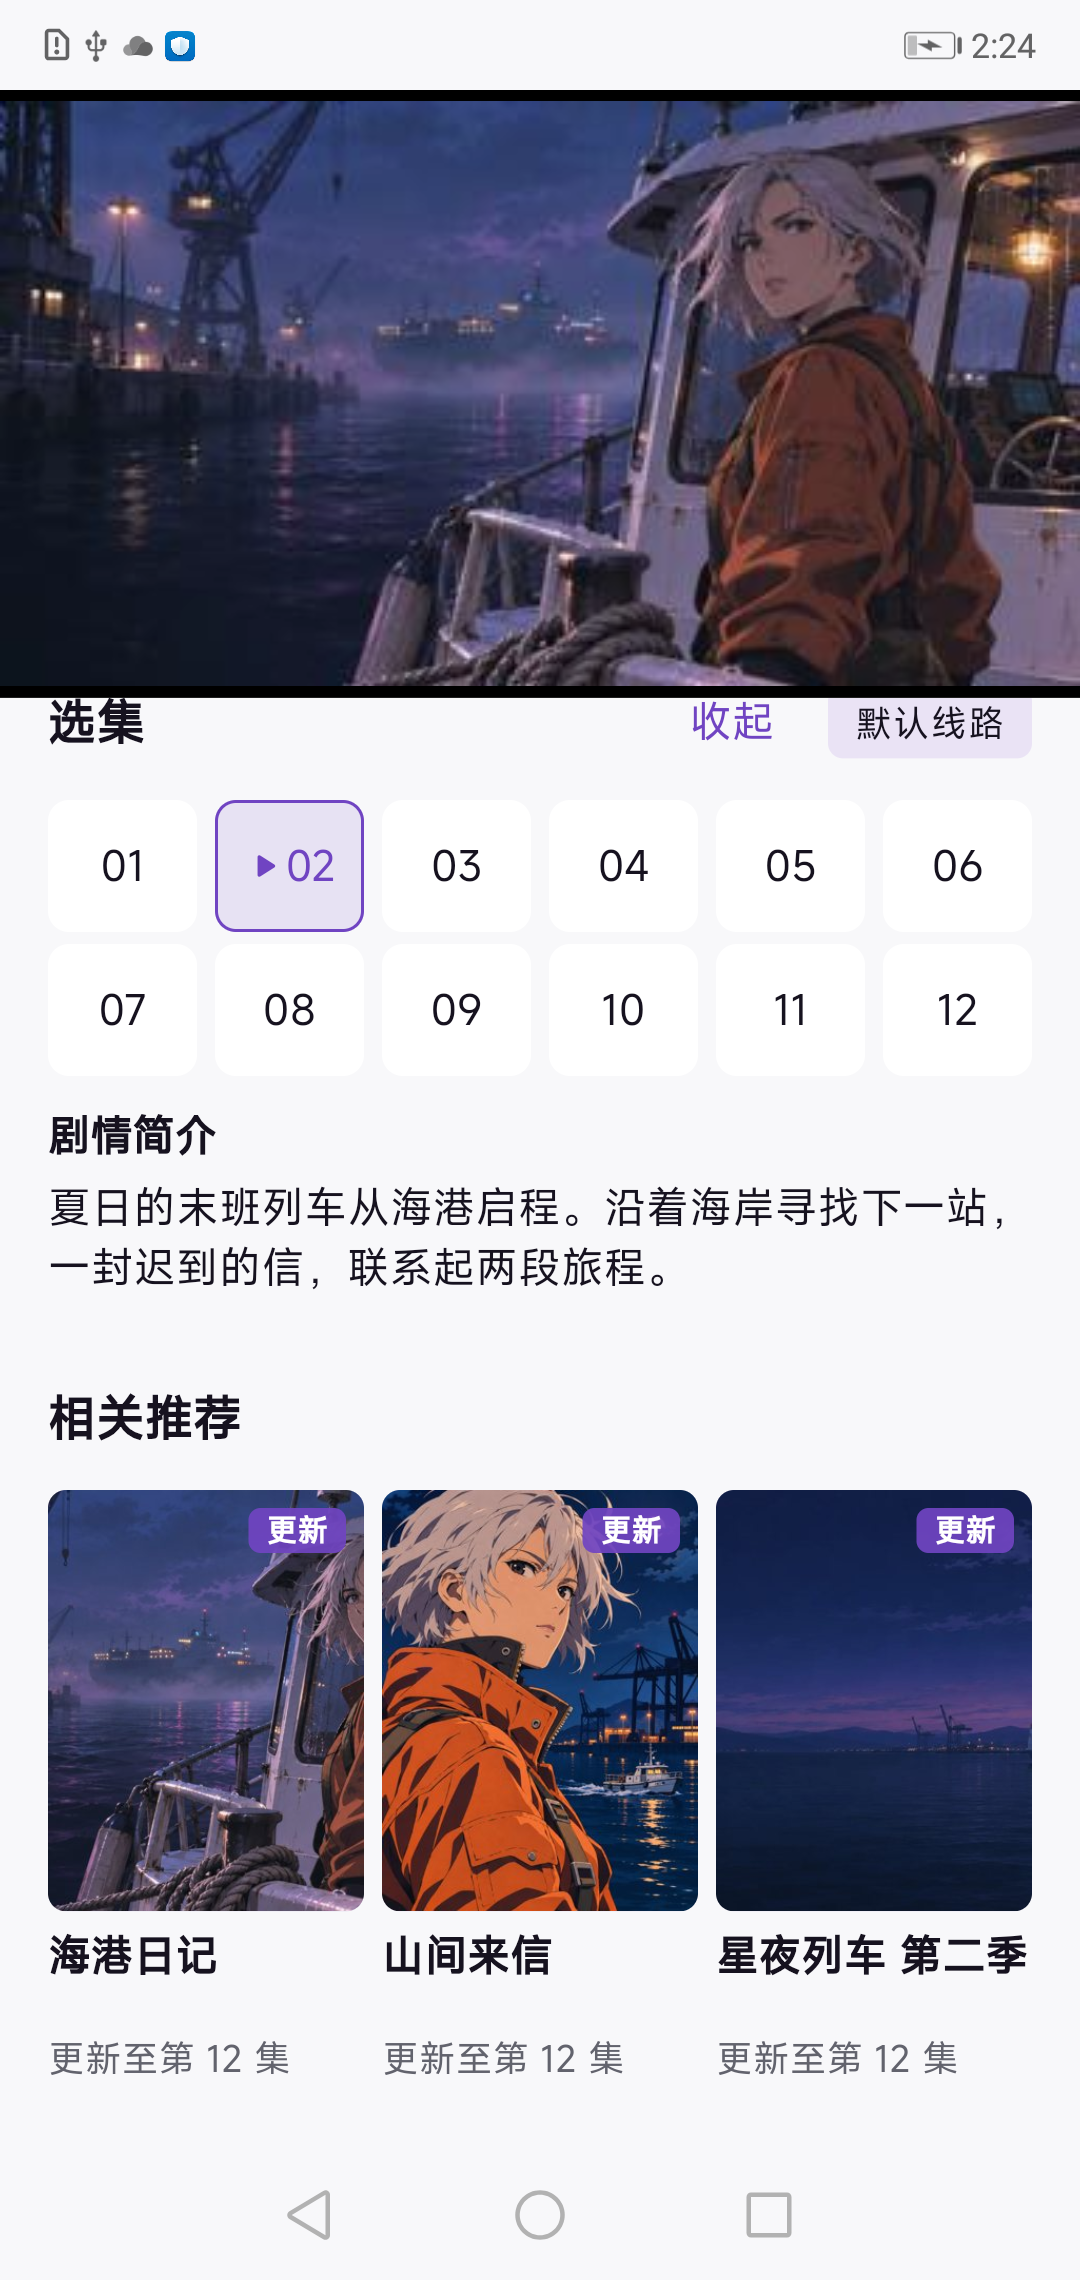 2:24
选集
收起
默认线路
01
02
03
04
05
06
07
08
09
10
11
12
剧情简介
夏日的末班列车从海港启程。沿着海岸寻找下一站，
一封迟到的信，联系起两段旅程。
相关推荐
更新
更新
更新
海港日记
山间来信
星夜列车 第二季
更新至第 12 集
更新至第 12 集
更新至第 12 集